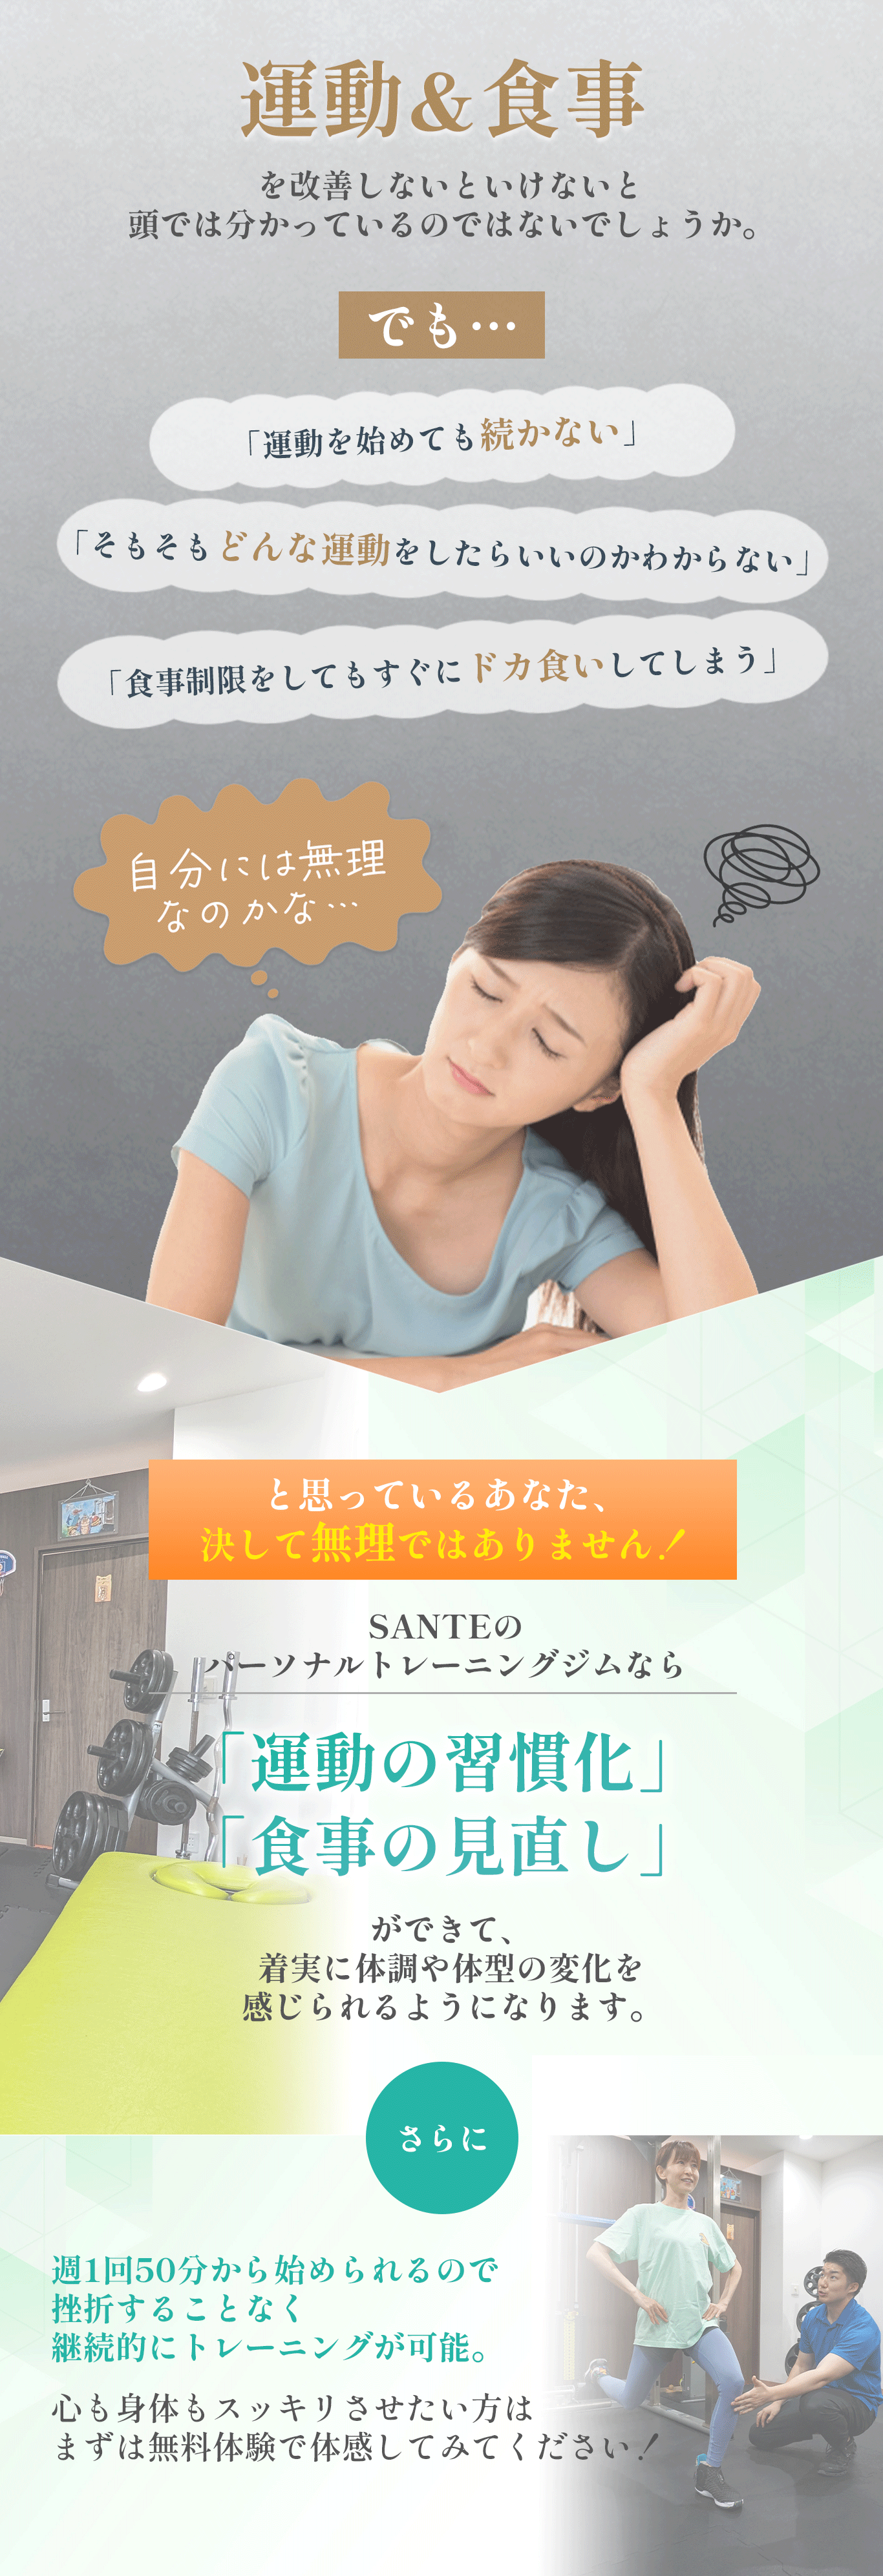 運動&食事
を改善しないといけないと
頭では分かっているのではないでしょうか。
でも…
「運動を始めても続かない」
「そもそもどんな運動をしたらいいのかわからない」
「食事制限をしてもすぐにドカ食いしてしまう」
自分には無理
なのかな…
と思っているあなた、
決して無理ではありません！
SANTEの
パーソナルトレーニングジムなら
「運動の習慣化」
「食事の見直し」
ができて、
着実に体調や体型の変化を
感じられるようになります。
さらに
週1回50分から始められるので
挫折することなく
継続的にトレーニングが可能。
心も身体もスッキリさせたい方は
まずは無料体験で体感してみてください！